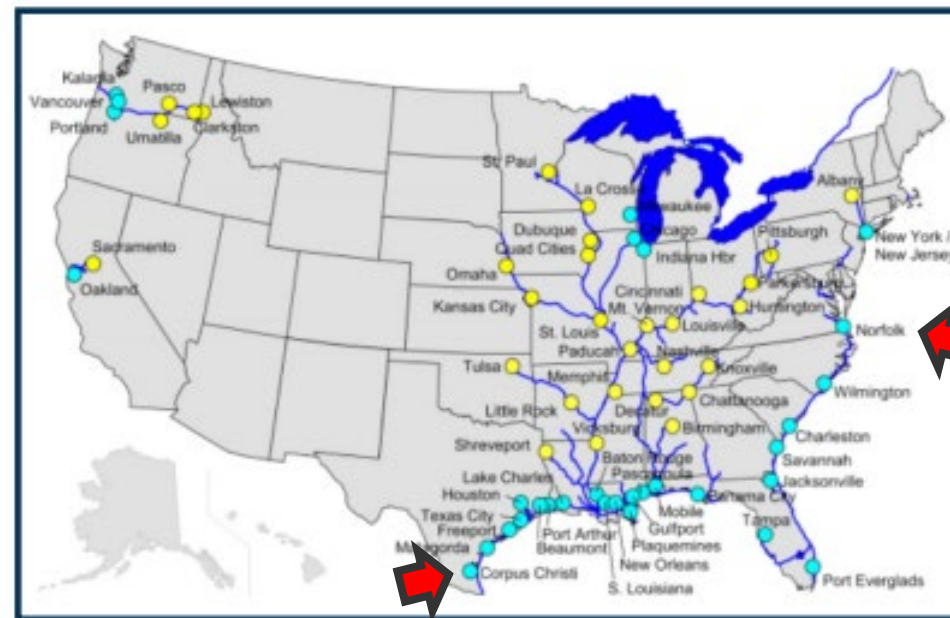 Kalama
Pasco
Lewiston
Vancouver
Portland
Clarkston
Umatilla
St. Paul
La Crosse
Milwaukee
Albany
Dubuque
Chicago
Pittsburgh
New York /
New Jersey
Quad Cities
Indiana Hbr
Sacramento
Omaha
Oakland
Cincinnati
Parkersburg
Kansas City
Mt. Vernon
Huntington
St. Louis
Louisville
Norfolk
Paducah
Nashville
Tulsa
Knoxville
Memphis
Wilmington
Little Rock
Decatur
Chattanooga
Vicksburg
Birmingham
Charleston
Shreveport
Baton Rouge
Savannah
Pascagoula
Lake Charles
Jacksonville
Houston
Panama City
Texas City
Mobile
Tampa
Freeport
Port Arthur
Gulfport
Matagorda
Beaumont
Plaquemines
New Orleans
Corpus Christi
Port Everglads
S. Louisiana